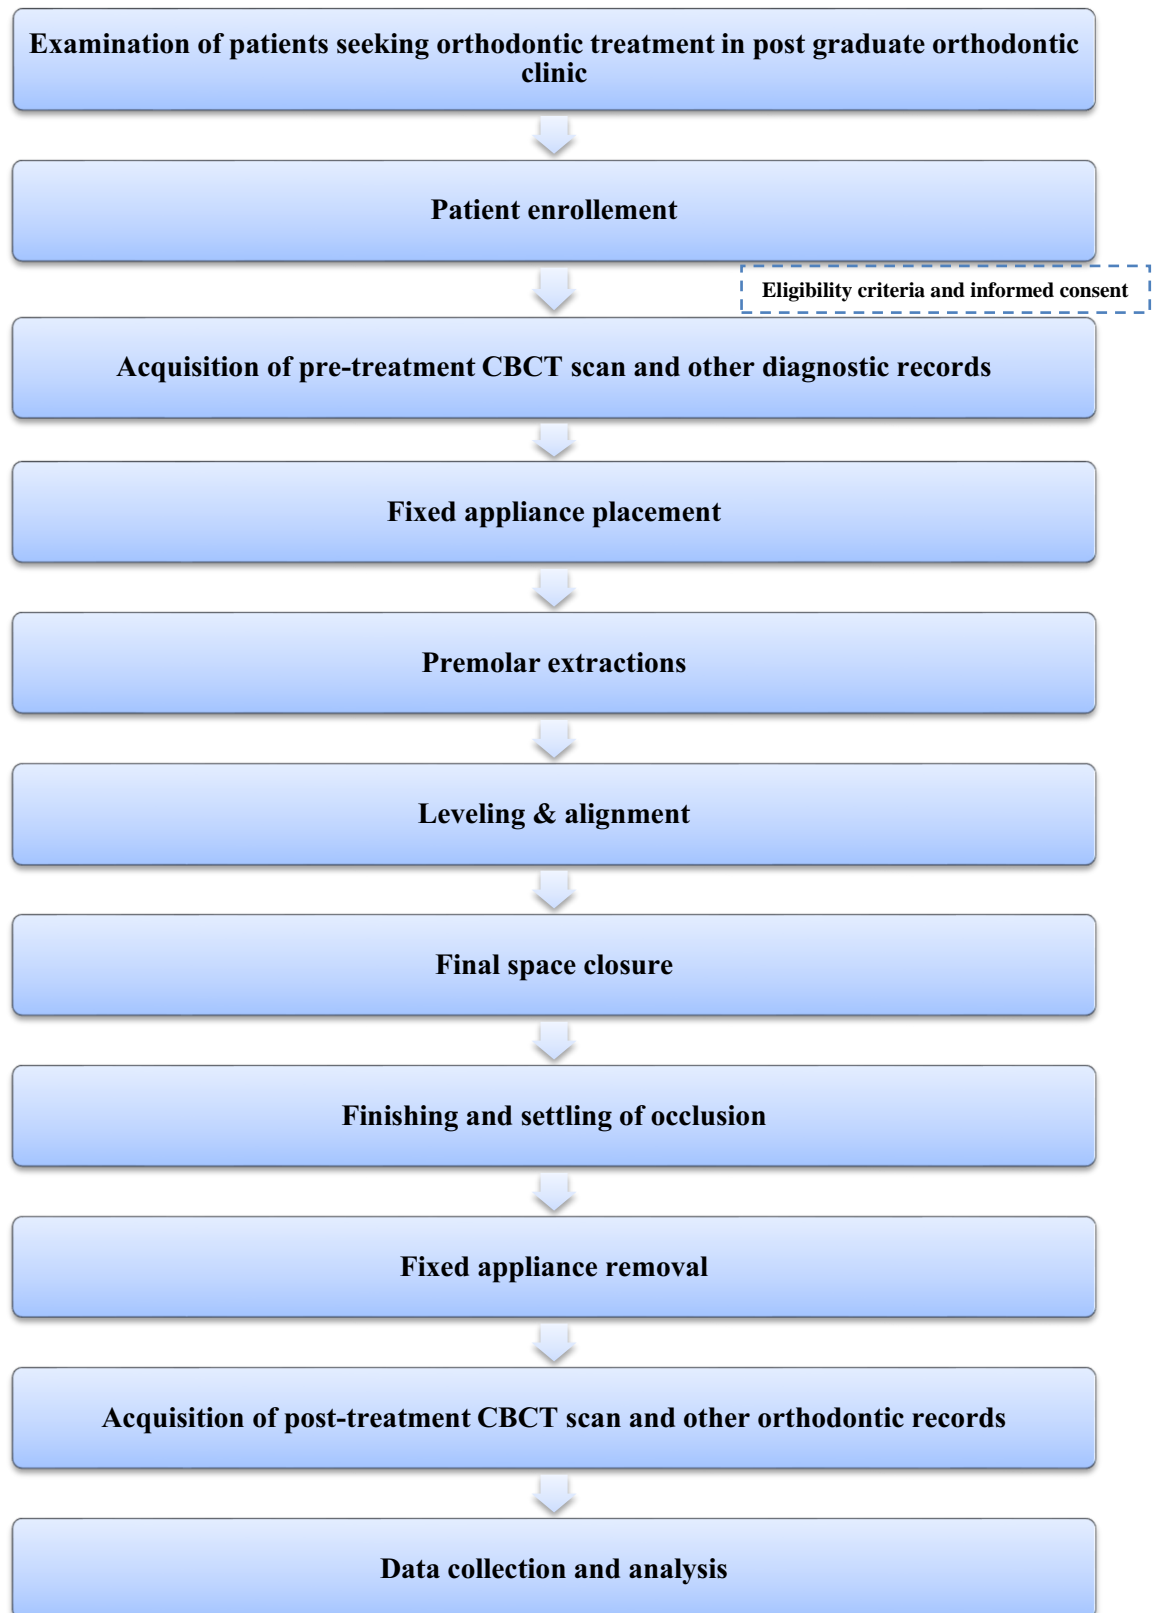 Examination of patients seeking orthodontic treatment in post graduate orthodontic
clinic
Patient enrollement
Eligibility criteria and informed consent
Acquisition of pre-treatment CBCT scan and other diagnostic records
Fixed appliance placement
Premolar extractions
Leveling & alignment
Final space closure
Finishing and settling of occlusion
Fixed appliance removal
Acquisition of post-treatment CBCT scan and other orthodontic records
Data collection and analysis